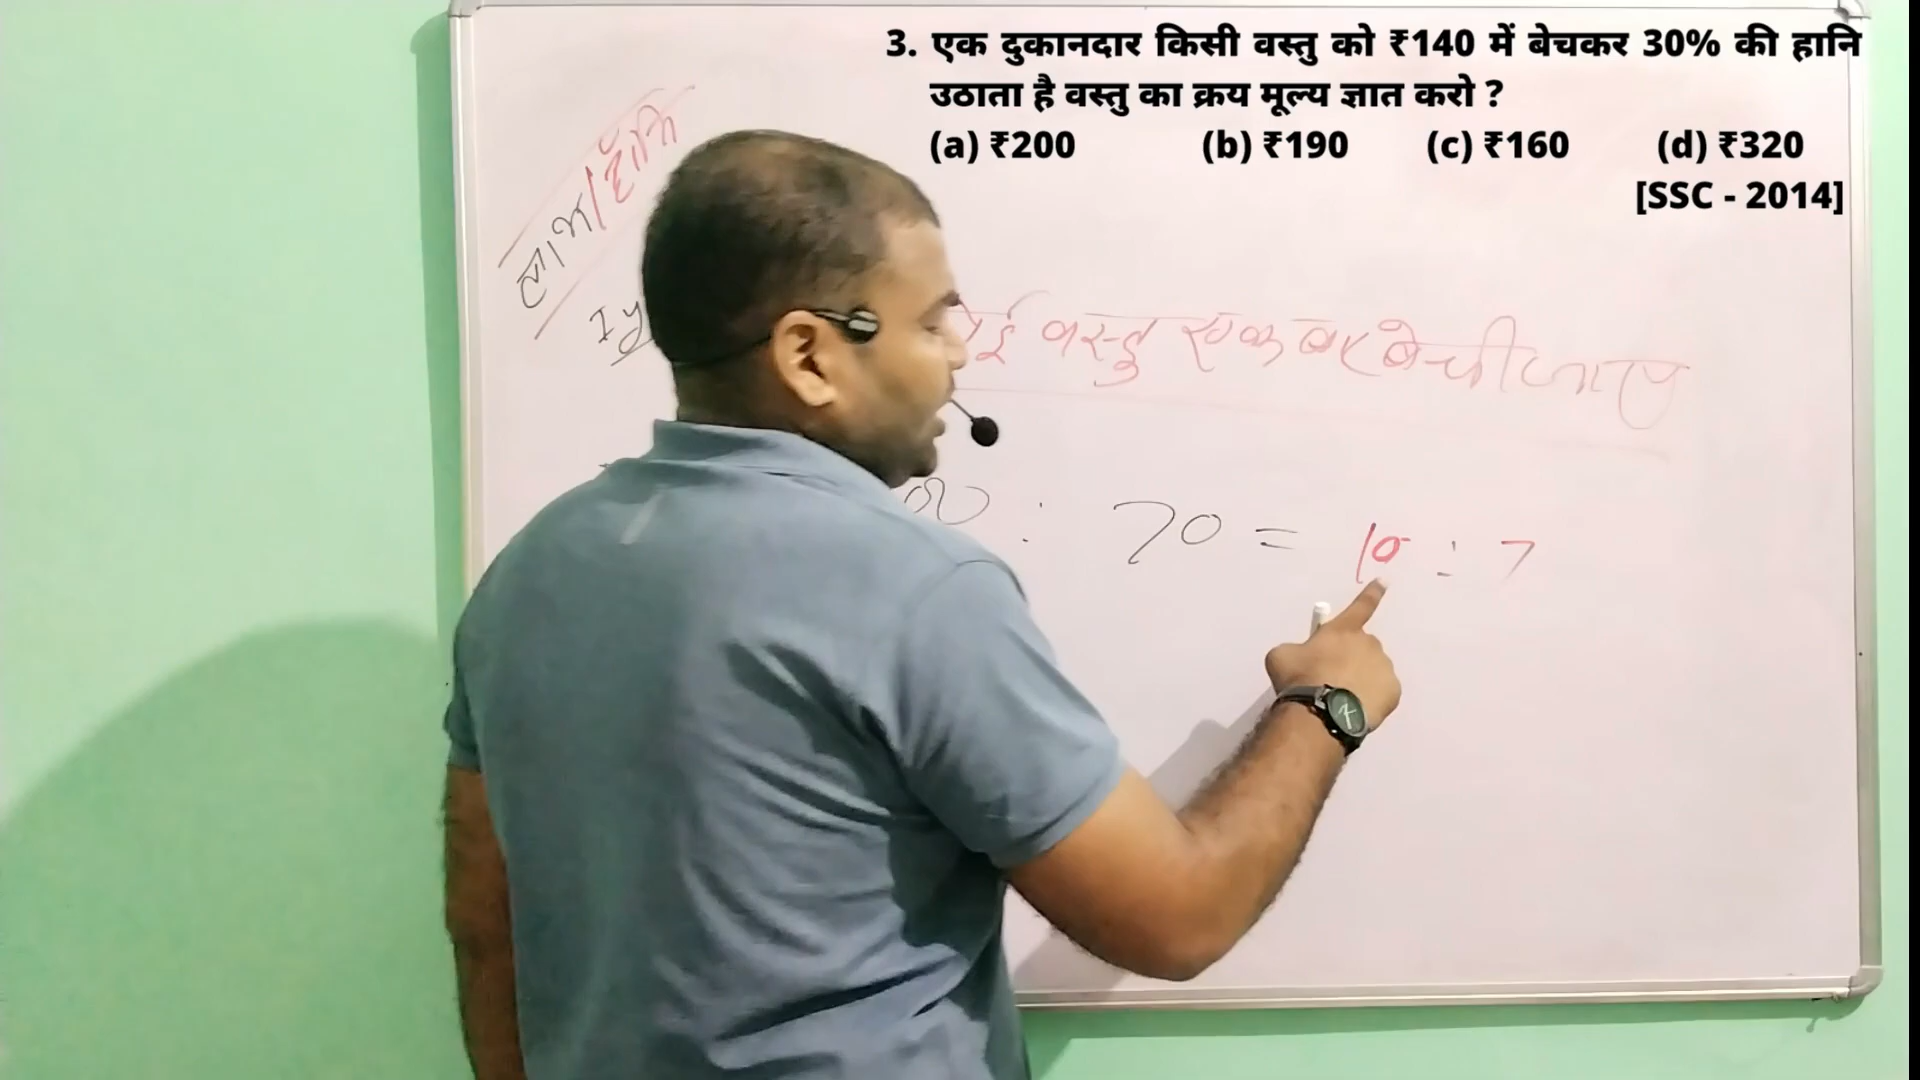 3. एक दुकानदार किसी वस्तु को ₹140 में बेचकर 30% की हानि
उठाता है वस्तु का क्रय मूल्य ज्ञात करो ?
(a) ₹200 (b) ₹190 (c) ₹160 (d) ₹320
[SSC - 2014]
लाभ/हानि
वस्तु एक बार बेची जाए
00 : 70 = 10 : 7